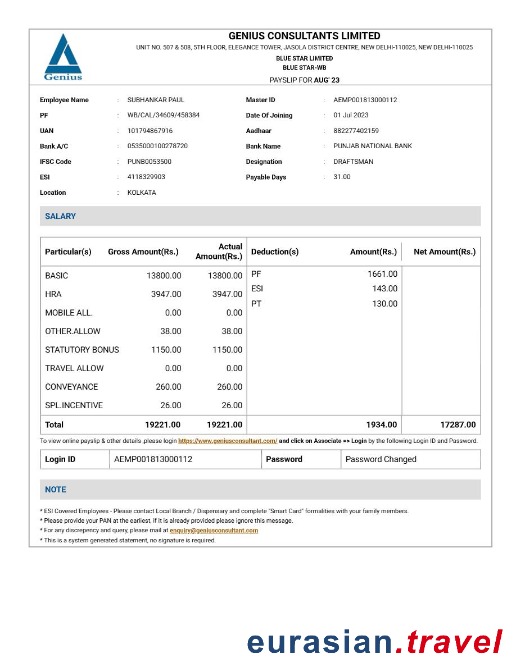 GENIUS CONSULTANTS LIMITED
UNIT NO. 507 & 508, 5TH FLOOR, ELEGANCE TOWER, JASOLA DISTRICT CENTRE, NEW DELHI-110025, NEW DELHI-110025
BLUE STAR LIMITED
BLUE STAR-WB
PAYSLIP FOR AUG' 23
Genius
Employee Name : SUBHANKAR PAUL Master ID : AEMP001813000112
PF : WB/CAL/34609/458384 Date Of Joining : 01 Jul 2023
UAN : 101794867916 Aadhaar : 882277402159
Bank A/C : 0535000100278720 Bank Name : PUNJAB NATIONAL BANK
IFSC Code : PUNB0053500 Designation : DRAFTSMAN
ESI : 4118329903 Payable Days : 31.00
Location : KOLKATA
SALARY
Particular(s) Gross Amount(Rs.) Actual Amount(Rs.) Deduction(s) Amount(Rs.) Net Amount(Rs.)
BASIC 13800.00 13800.00 PF 1661.00
HRA 3947.00 3947.00 ESI 143.00
MOBILE ALL. 0.00 0.00 PT 130.00
OTHER.ALLOW 38.00 38.00
STATUTORY BONUS 1150.00 1150.00
TRAVEL ALLOW 0.00 0.00
CONVEYANCE 260.00 260.00
SPL.INCENTIVE 26.00 26.00
Total 19221.00 19221.00 1934.00 17287.00
To view online payslip & other details ,please login https://www.geniusconsultant.com/ and click on Associate => Login by the following Login ID and Password.
Login ID AEMP001813000112 Password Password Changed
NOTE
* ESI Covered Employees - Please contact Local Branch / Dispensary and complete "Smart Card" formalities with your family members.
* Please provide your PAN at the earliest, if it is already provided please ignore this message.
* For any discrepency and query, please mail at enquiry@geniusconsultant.com
* This is a system generated statement, no signature is required.
eurasian.travel